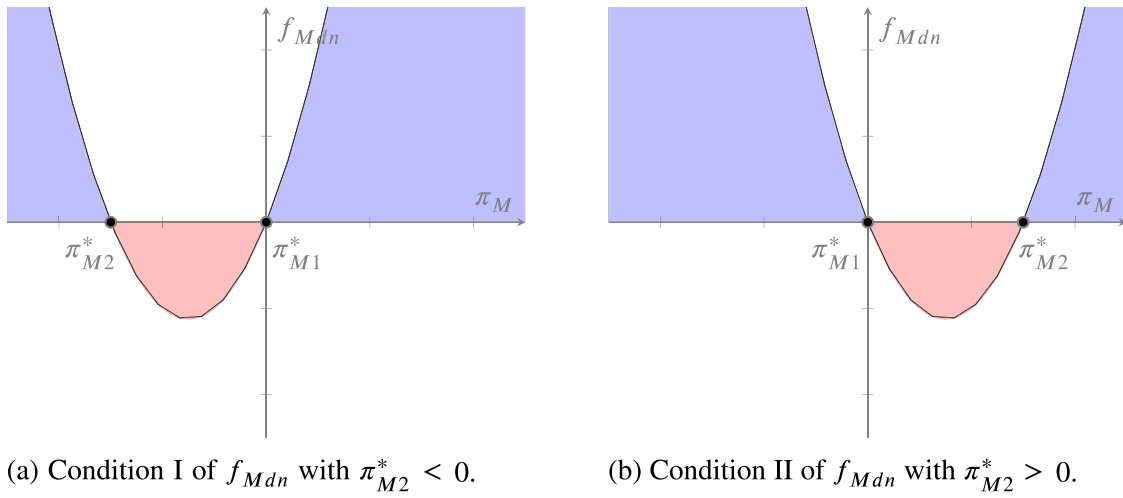 f_{Mdn}
π_M
π*_{M2}
π*_{M1}
(a) Condition I of f_{Mdn} with π*_{M2} < 0.
f_{Mdn}
π_M
π*_{M1}
π*_{M2}
(b) Condition II of f_{Mdn} with π*_{M2} > 0.